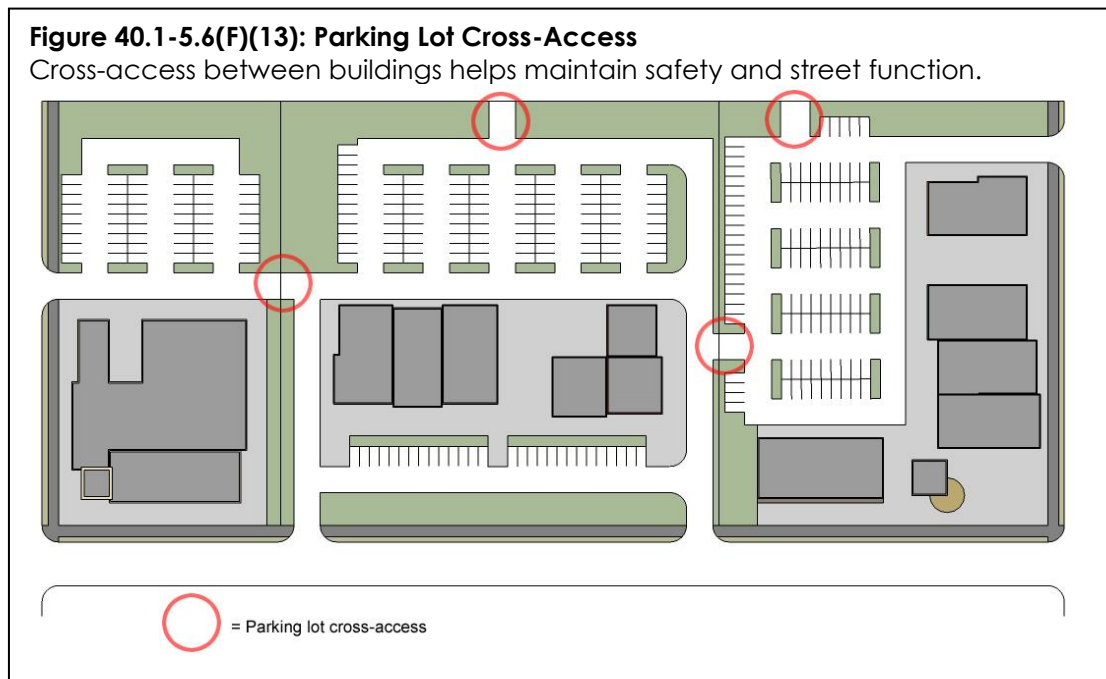 Figure 40.1-5.6(F)(13): Parking Lot Cross-Access
Cross-access between buildings helps maintain safety and street function.
= Parking lot cross-access